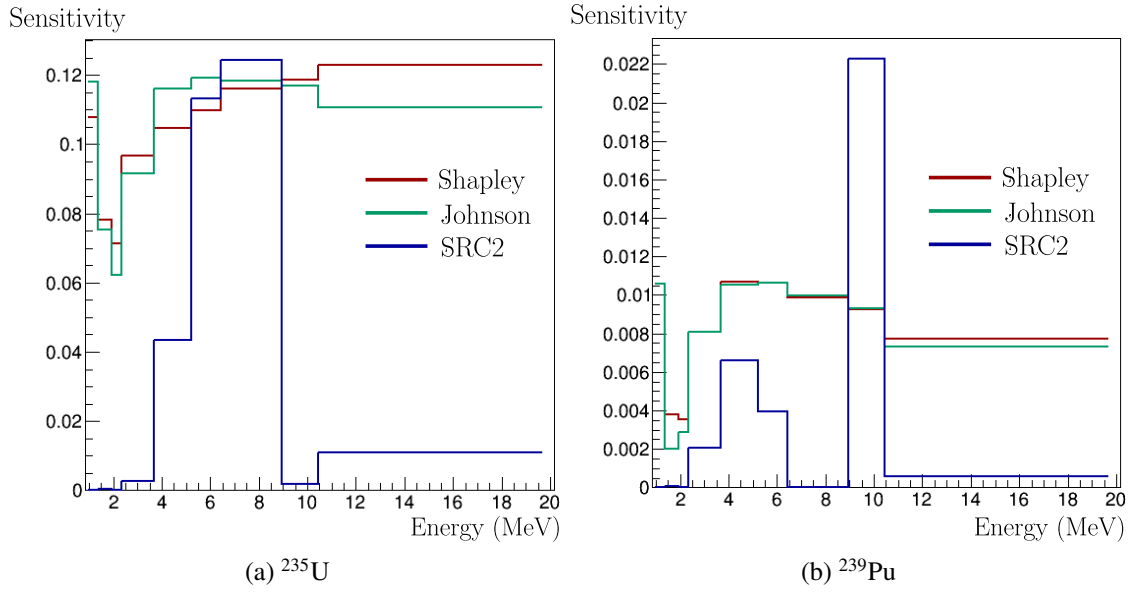 Sensitivity
0.12
0.1
0.08
0.06
0.04
0.02
0
2 4 6 8 10 12 14 16 18 20
Energy (MeV)
Shapley
Johnson
SRC2
(a) ²³⁵U
Sensitivity
0.022
0.02
0.018
0.016
0.014
0.012
0.01
0.008
0.006
0.004
0.002
0
2 4 6 8 10 12 14 16 18 20
Energy (MeV)
Shapley
Johnson
SRC2
(b) ²³⁹Pu